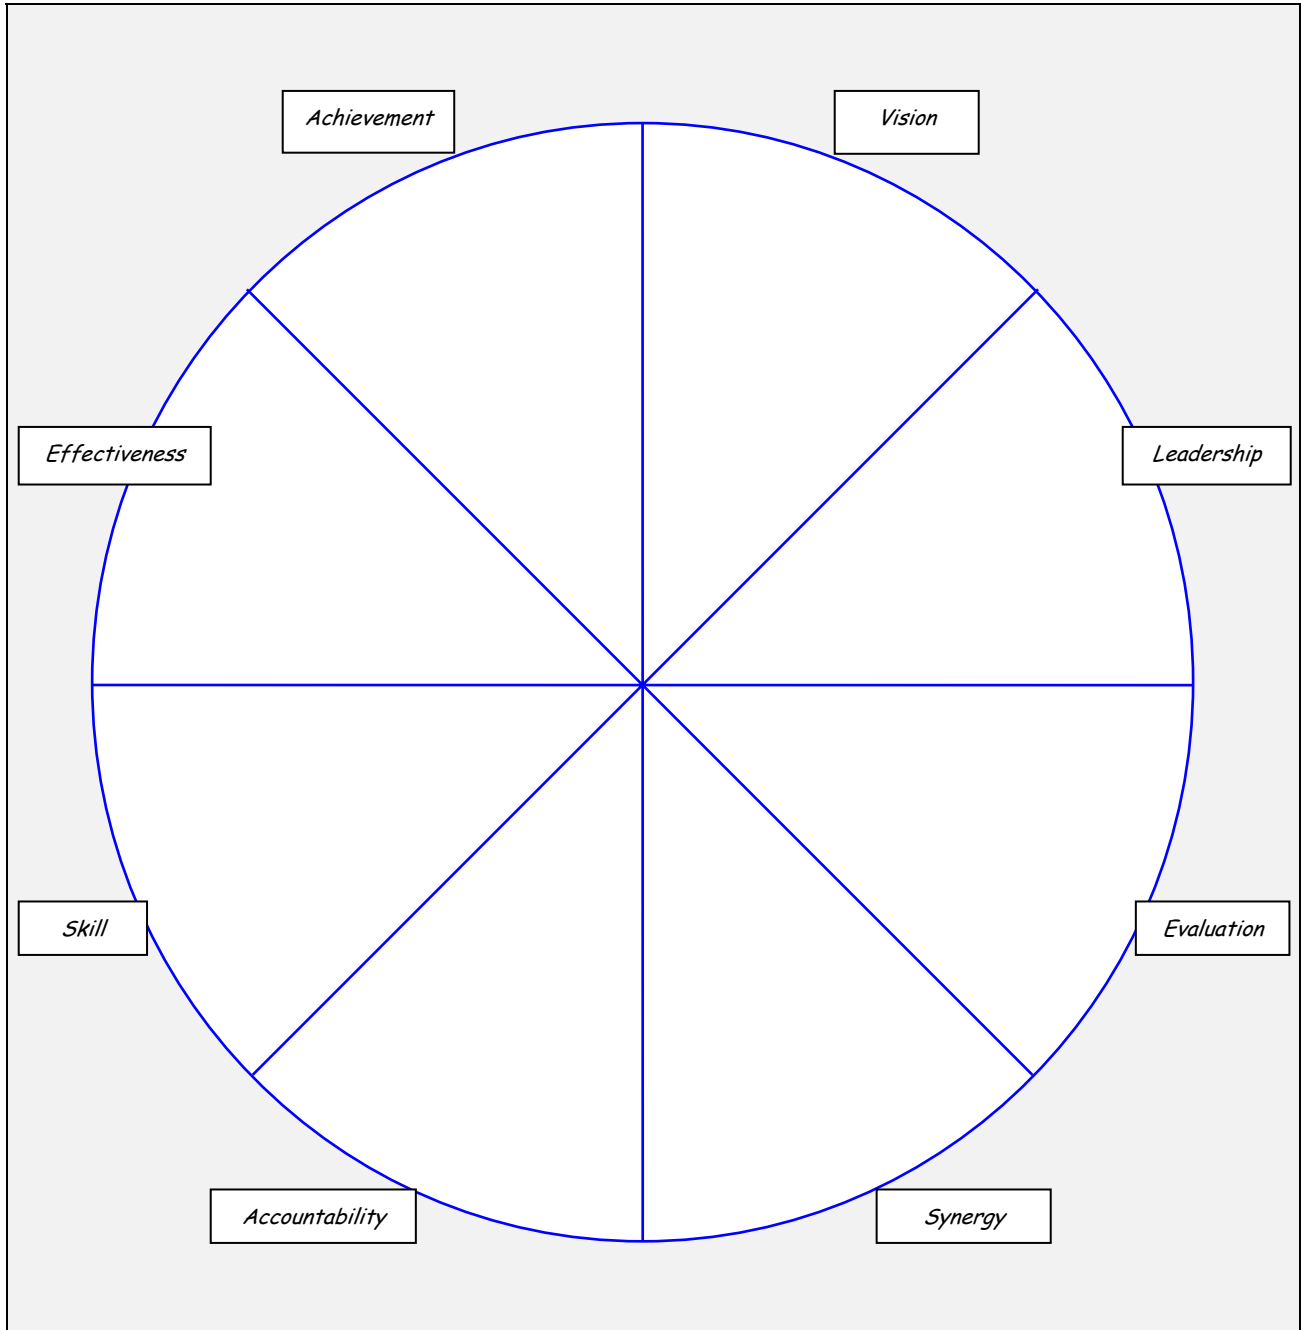 Achievement
Vision
Effectiveness
Leadership
Skill
Evaluation
Accountability
Synergy